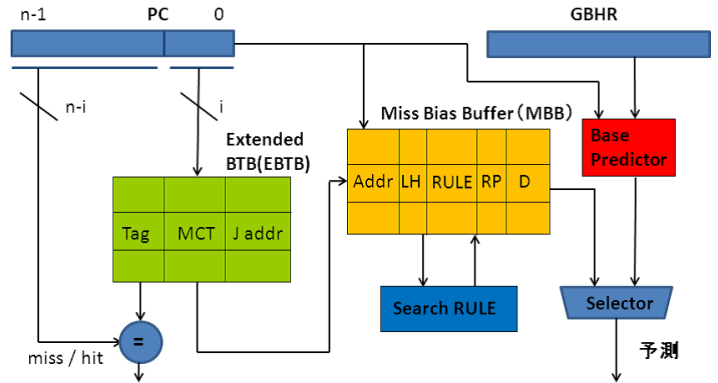 n-1 PC 0 GBHR
n-i i
Miss Bias Buffer（MBB）
Extended
BTB(EBTB)
Base
Predictor
Addr LH RULE RP D
Tag MCT J addr
Search RULE
Selector
=
miss / hit
予測